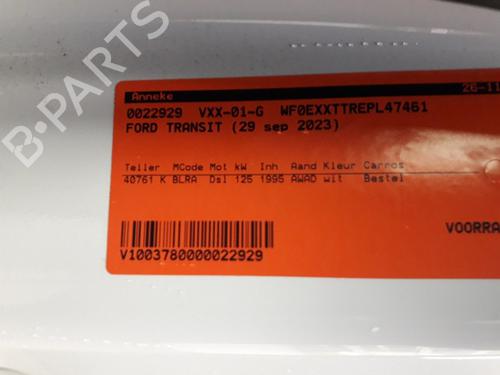 B-PARTS
Anneke 26-11
0022929 VXX-01-G WF0EXXTTREPL47461
FORD TRANSIT (29 sep 2023)
Teller MCode Mot kW Inh Aand Kleur Carros
40761 K BLRA Dsl 125 1995 AWAD wit Bestel
VOORRA
V1003780000022929